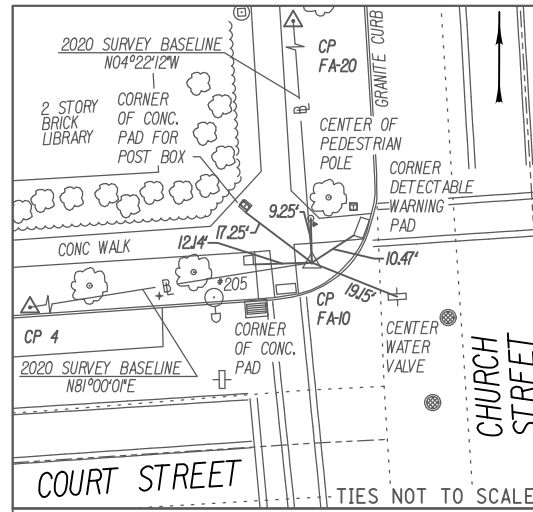 2020 SURVEY BASELINE
N04°22'12"W
CP
FA-20
GRANITE CURB
2 STORY
BRICK
LIBRARY
CORNER
OF CONC.
PAD FOR
POST BOX
CENTER OF
PEDESTRIAN
POLE
CORNER
DETECTABLE
WARNING
PAD
9.25'
17.25'
12.14'
10.47'
19.15'
CONC WALK
#205
CP 4
CP
FA-10
2020 SURVEY BASELINE
N81°00'01"E
CORNER
OF CONC.
PAD
CENTER
WATER
VALVE
CHURCH
STREET
COURT STREET
TIES NOT TO SCALE